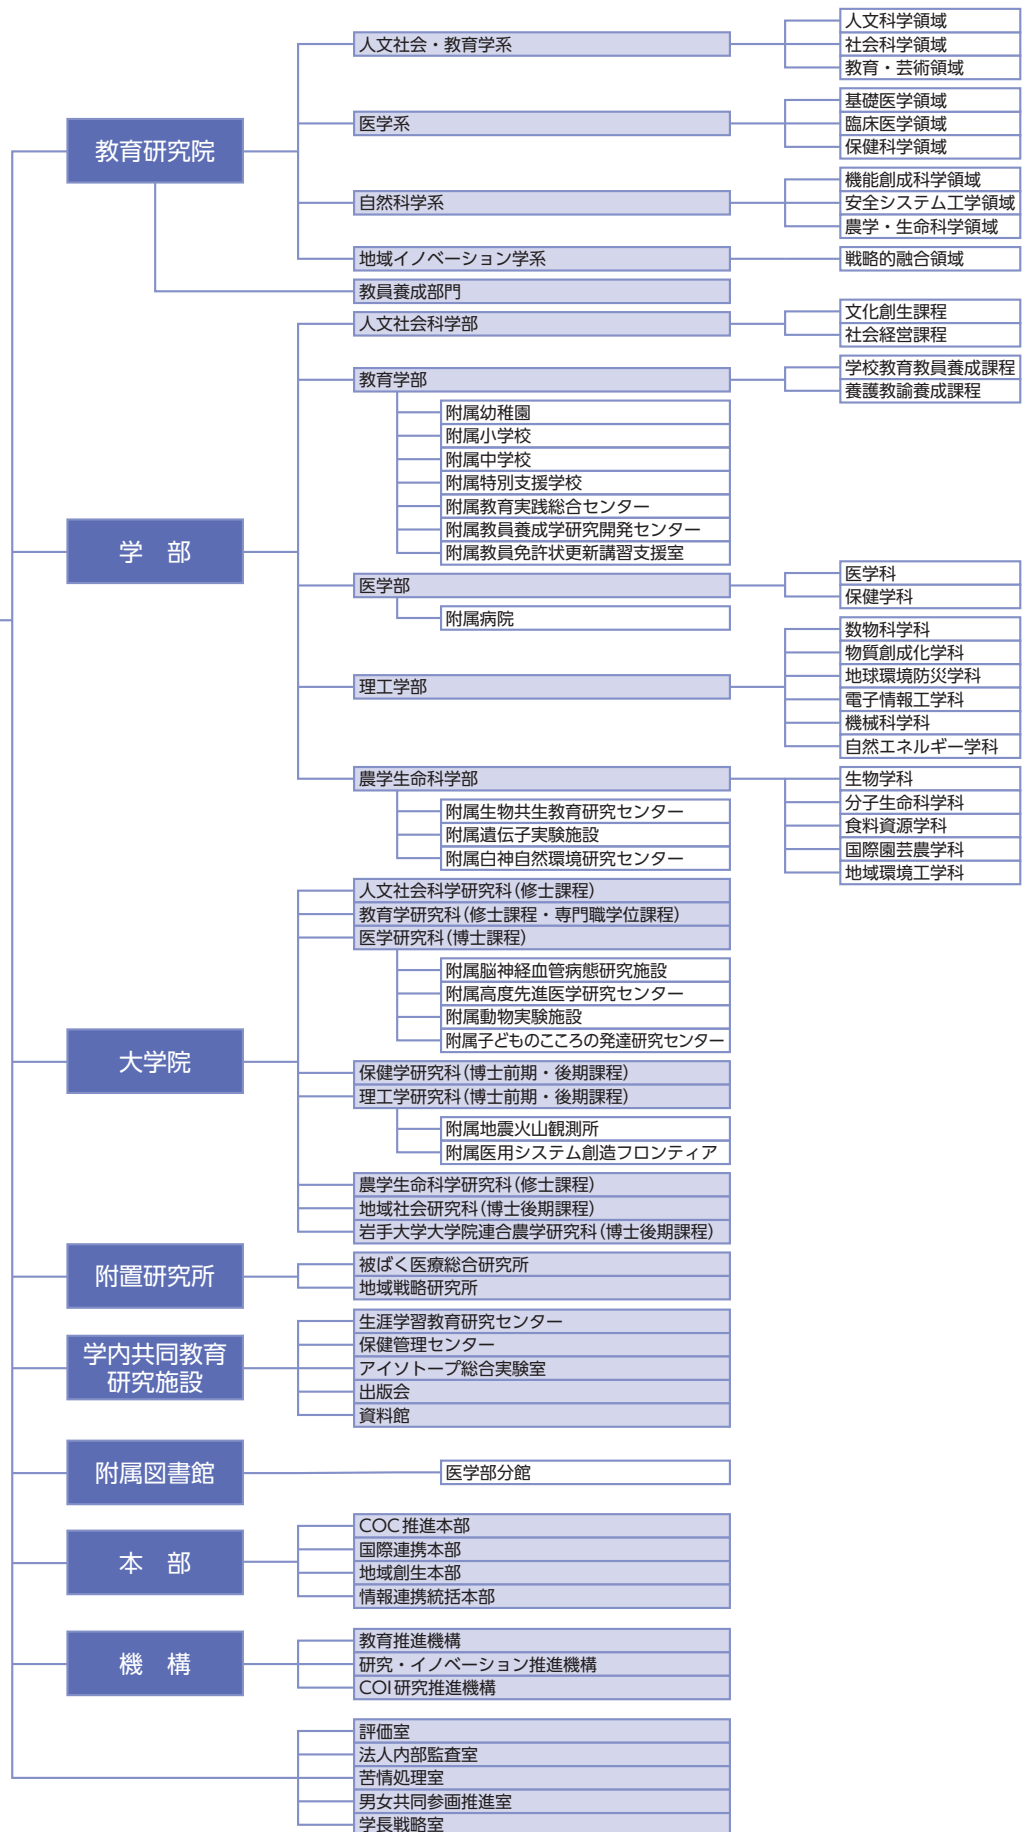 教育研究院
人文社会・教育学系
人文科学領域
社会科学領域
教育・芸術領域
医学系
基礎医学領域
臨床医学領域
保健科学領域
自然科学系
機能創成科学領域
安全システム工学領域
農学・生命科学領域
地域イノベーション学系
戦略的融合領域
教員養成部門
学 部
人文社会科学部
文化創生課程
社会経営課程
教育学部
学校教育教員養成課程
養護教諭養成課程
附属幼稚園
附属小学校
附属中学校
附属特別支援学校
附属教育実践総合センター
附属教員養成学研究開発センター
附属教員免許状更新講習支援室
医学部
医学科
保健学科
附属病院
理工学部
数物科学科
物質創成化学科
地球環境防災学科
電子情報工学科
機械科学科
自然エネルギー学科
農学生命科学部
生物学科
分子生命科学科
食料資源学科
国際園芸農学科
地域環境工学科
附属生物共生教育研究センター
附属遺伝子実験施設
附属白神自然環境研究センター
大学院
人文社会科学研究科(修士課程)
教育学研究科(修士課程・専門職学位課程)
医学研究科(博士課程)
附属脳神経血管病態研究施設
附属高度先進医学研究センター
附属動物実験施設
附属子どものこころの発達研究センター
保健学研究科(博士前期・後期課程)
理工学研究科(博士前期・後期課程)
附属地震火山観測所
附属医用システム創造フロンティア
農学生命科学研究科(修士課程)
地域社会研究科(博士後期課程)
岩手大学大学院連合農学研究科(博士後期課程)
附置研究所
被ばく医療総合研究所
地域戦略研究所
学内共同教育
研究施設
生涯学習教育研究センター
保健管理センター
アイソトープ総合実験室
出版会
資料館
附属図書館
医学部分館
本 部
COC推進本部
国際連携本部
地域創生本部
情報連携統括本部
機 構
教育推進機構
研究・イノベーション推進機構
COI研究推進機構
評価室
法人内部監査室
苦情処理室
男女共同参画推進室
学長戦略室